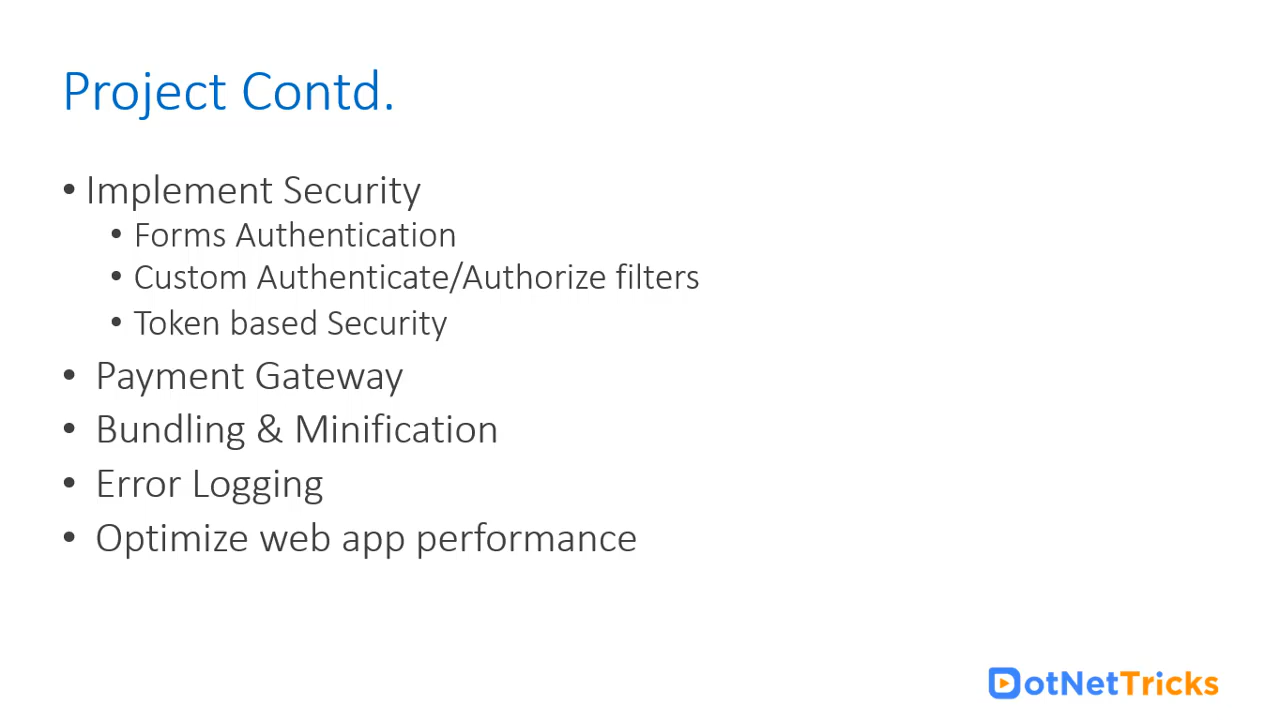 Project Contd.
• Implement Security
• Forms Authentication
• Custom Authenticate/Authorize filters
• Token based Security
• Payment Gateway
• Bundling & Minification
• Error Logging
• Optimize web app performance
DotNetTricks